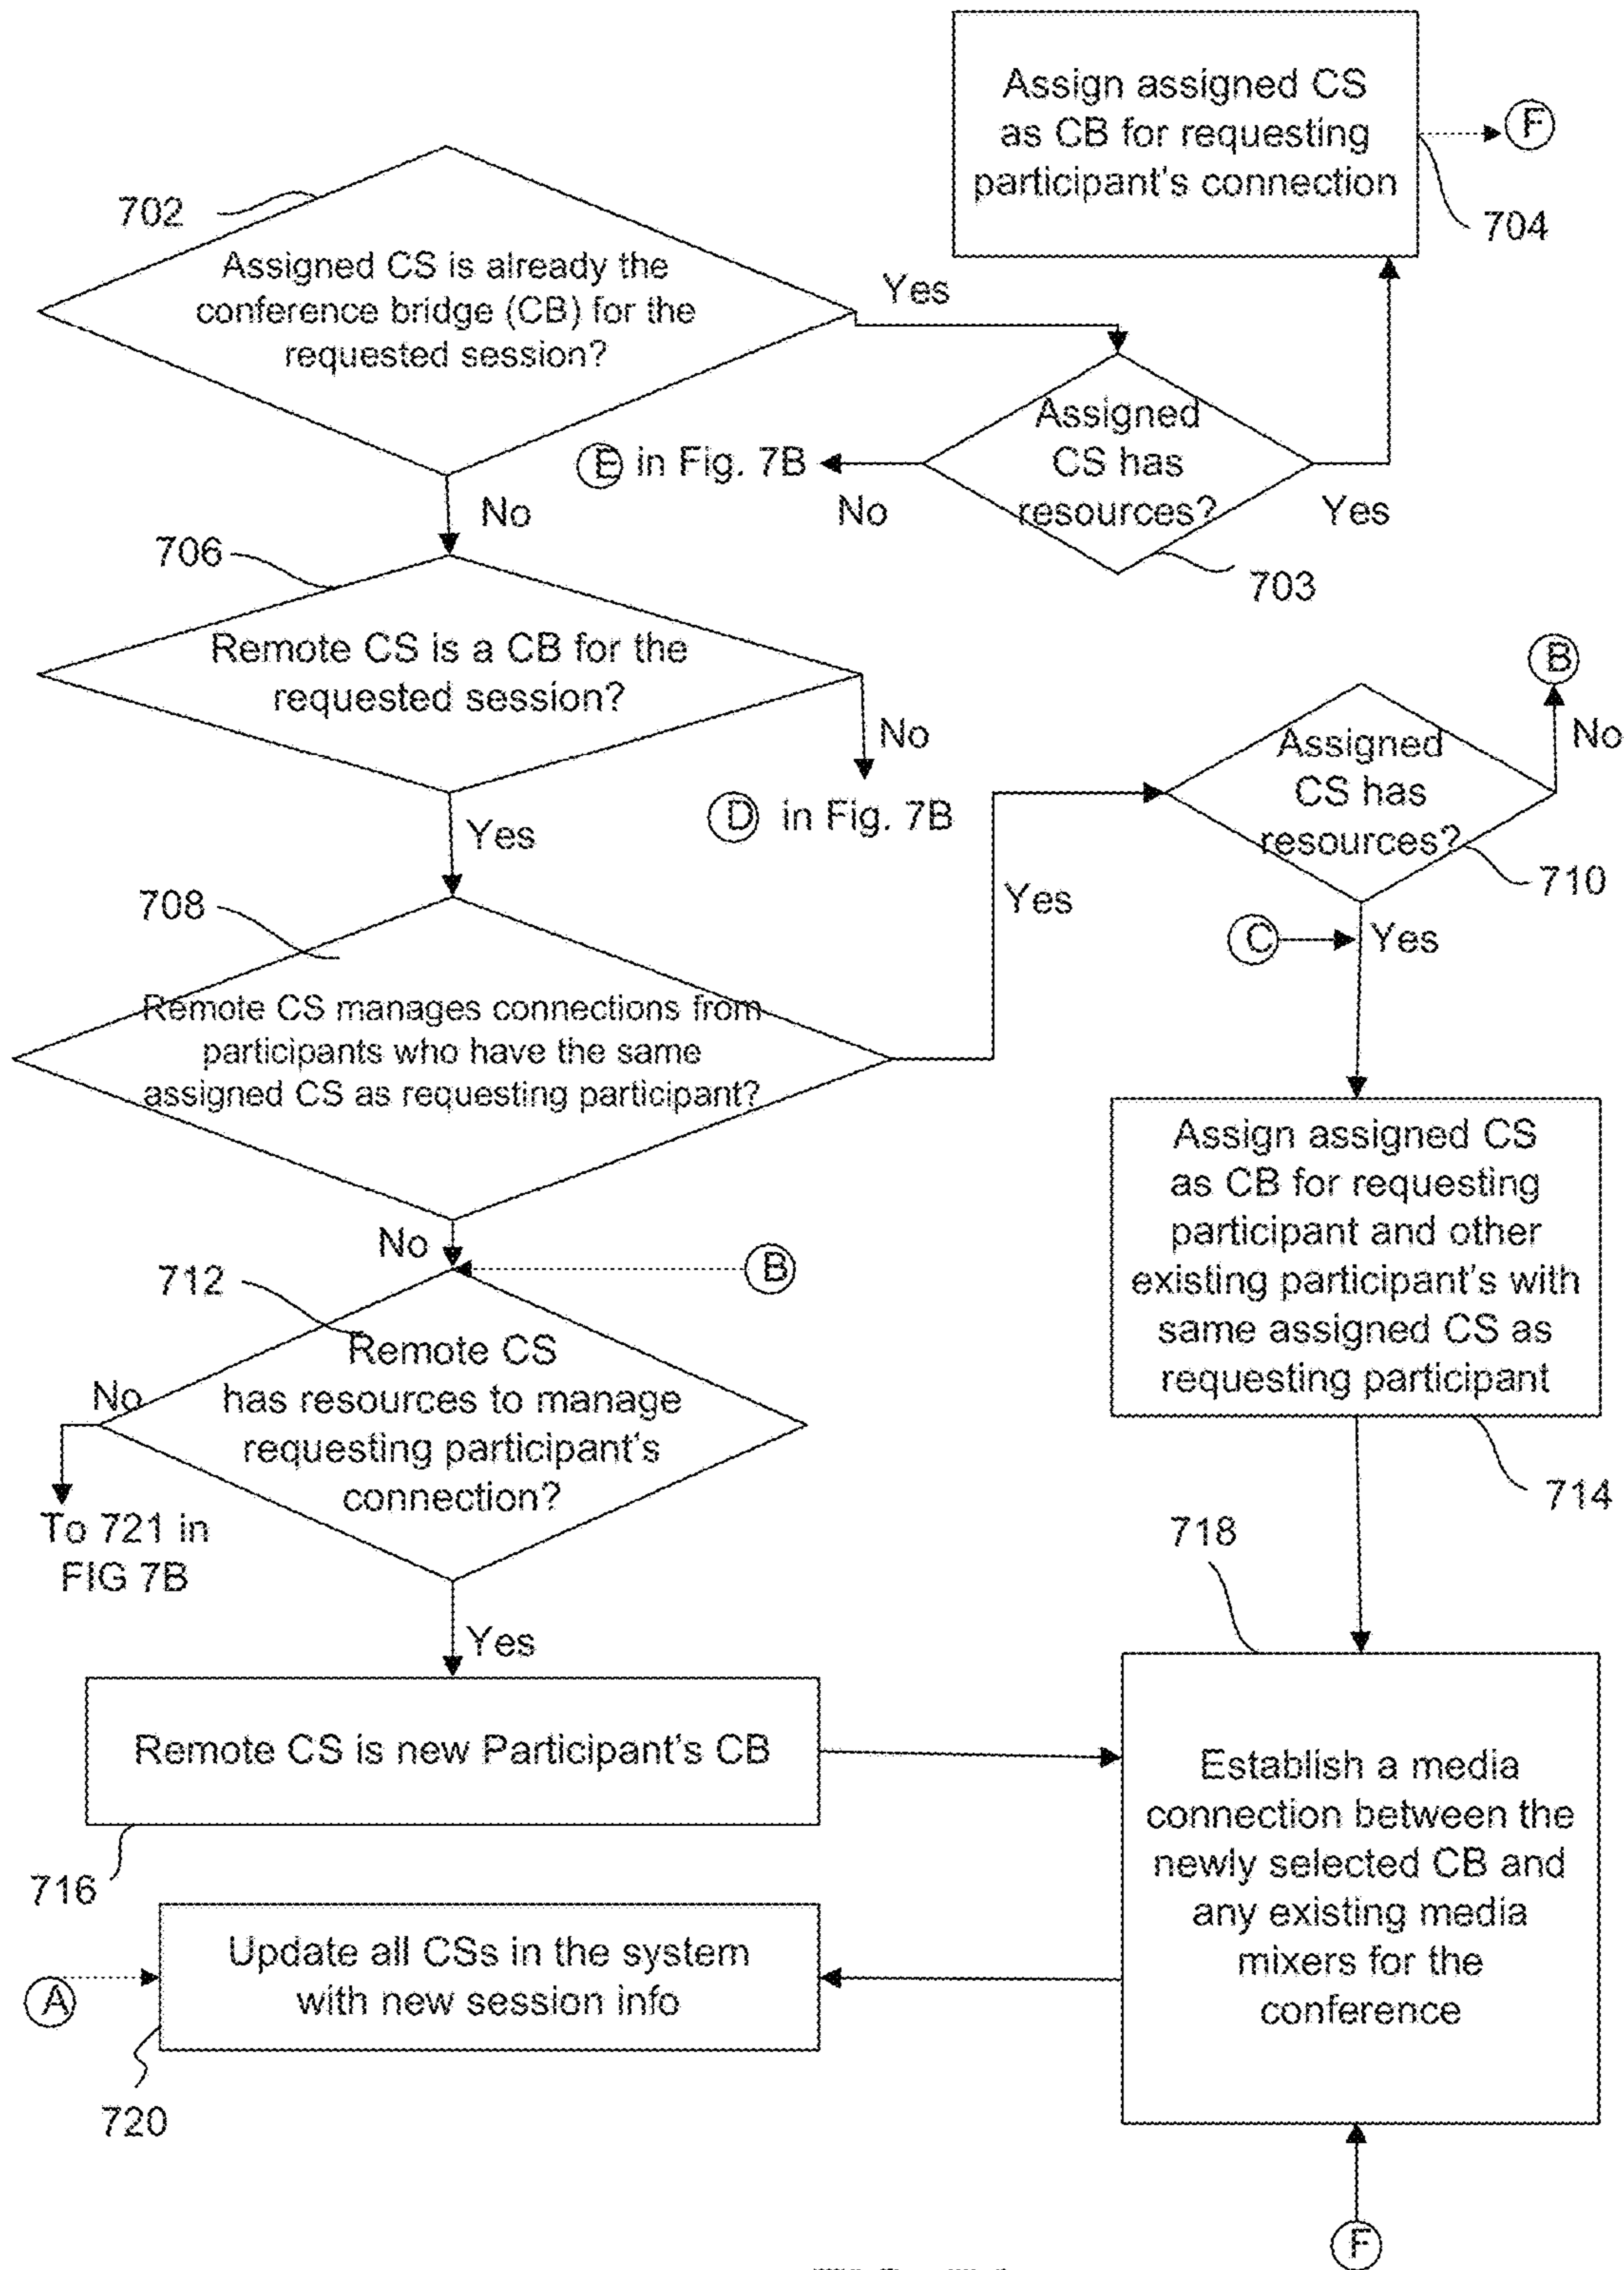 Assign assigned CS
as CB for requesting
participant's connection
F
704
702
Assigned CS is already the
conference bridge (CB) for the
requested session?
Yes
Assigned
CS has
resources?
E in Fig. 7B
No
Yes
703
No
706
Remote CS is a CB for the
requested session?
No
D in Fig. 7B
Yes
B
No
Assigned
CS has
resources?
710
Yes
C
Yes
708
Remote CS manages connections from
participants who have the same
assigned CS as requesting participant?
Assign assigned CS
as CB for requesting
participant and other
existing participant's with
same assigned CS as
requesting participant
714
No
B
712
Remote CS
has resources to manage
requesting participant's
connection?
No
To 721 in
FIG 7B
Yes
718
Remote CS is new Participant's CB
716
Establish a media
connection between the
newly selected CB and
any existing media
mixers for the
conference
Update all CSs in the system
with new session info
A
720
F